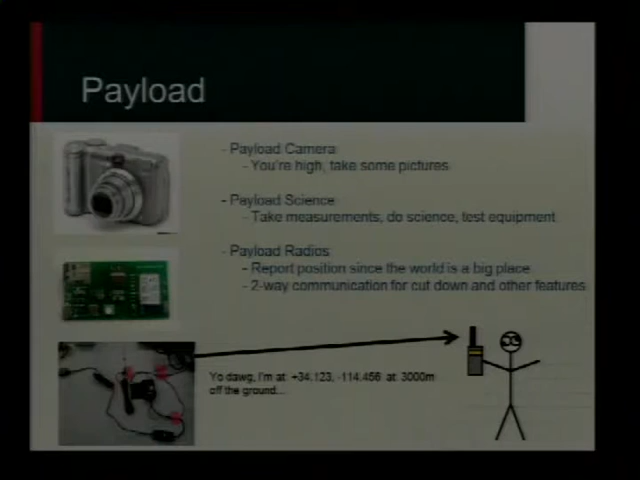 Payload
- Payload Camera
- You're high, take some pictures
- Payload Science
- Take measurements, do science, test equipment
- Payload Radios
- Report position since the world is a big place
- 2-way communication for cut down and other features
Yo dawg, I'm at +34.123, -114.456 at 3000m
off the ground...